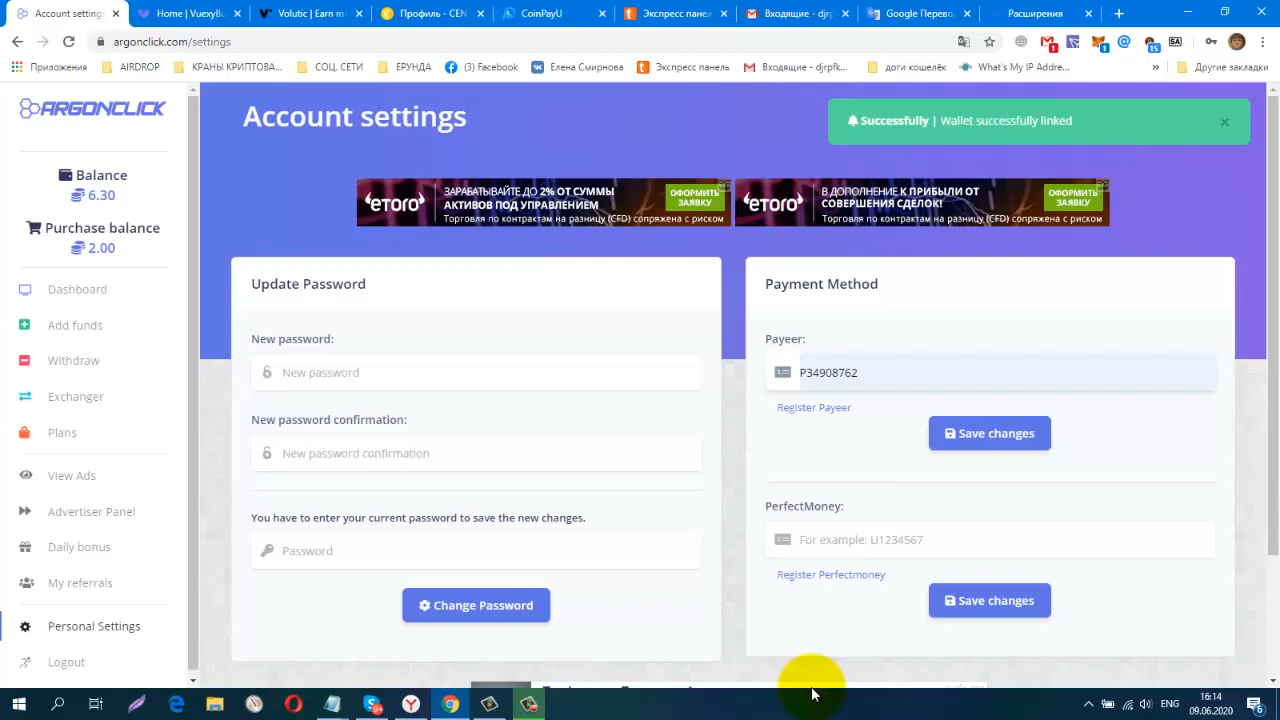 Home | VuexyBu
Volutic | Earn m
Профиль - CEN
CoinPayU
Экспресс панел
Входящие - djrp
Google Перево
Расширения
argonclick.com/settings
Приложения
AIRDROP
КРАНЫ КРИПТОВА...
СОЦ. СЕТИ
ЕРУНДА
(3) Facebook
Елена Смирнова
Экспресс панель
Входящие - djrpfk...
доги кошелёк
What's My IP Addre...
»
Другие закладки
ARGONCLICK
Balance
6.30
Purchase balance
2.00
Dashboard
Add funds
Withdraw
Exchanger
Plans
View Ads
Advertiser Panel
Daily bonus
My referrals
Personal Settings
Logout
Account settings
Successfully | Wallet successfully linked ×
eToro
ЗАРАБАТЫВАЙТЕ ДО 2% ОТ СУММЫ
АКТИВОВ ПОД УПРАВЛЕНИЕМ
Торговля по контрактам на разницу (CFD) сопряжена с риском
ОФОРМИТЬ
ЗАЯВКУ
eToro
В ДОПОЛНЕНИЕ К ПРИБЫЛИ ОТ
СОВЕРШЕНИЯ СДЕЛОК!
Торговля по контрактам на разницу (CFD) сопряжена с риском
ОФОРМИТЬ
ЗАЯВКУ
Update Password
New password:
New password
New password confirmation:
New password confirmation
You have to enter your current password to save the new changes.
Password
Change Password
Payment Method
Payeer:
P34908762
Register Payeer
Save changes
PerfectMoney:
For example: U1234567
Register Perfectmoney
Save changes
ENG
16:14
09.06.2020